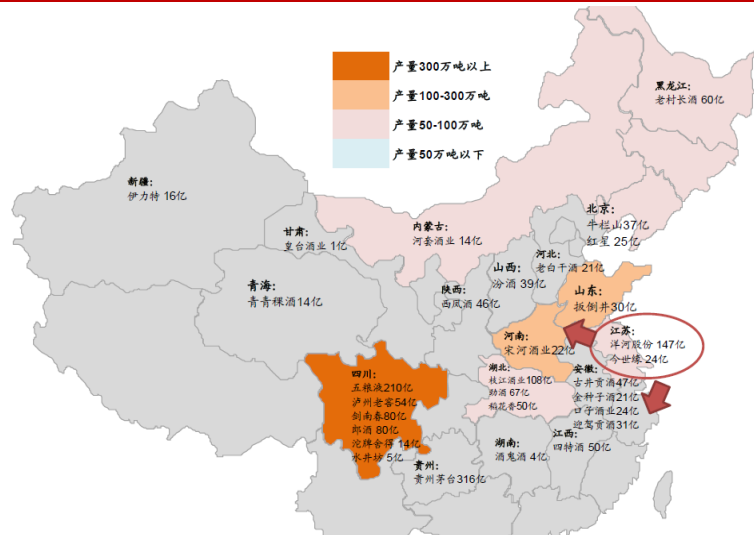 产量300万吨以上
产量100-300万吨
产量50-100万吨
产量50万吨以下
黑龙江:
老村长酒 60亿
新疆:
伊力特 16亿
甘肃:
皇台酒业 1亿
内蒙古:
河套酒业 14亿
北京:
牛栏山37亿
红星 25亿
河北:
老白干酒 21亿
山西:
汾酒 39亿
青海:
青青稞酒14亿
陕西:
西凤酒 46亿
山东:
扳倒井30亿
河南:
宋河酒业22亿
江苏:
洋河股份 147亿
今世缘 24亿
四川:
五粮液210亿
泸州老窖54亿
剑南春80亿
郎酒 80亿
沱牌舍得 14亿
水井坊 5亿
湖北:
枝江酒业108亿
劲酒 67亿
稻花香50亿
安徽:
古井贡酒47亿
金种子酒21亿
口子酒业24亿
迎驾贡酒31亿
贵州:
贵州茅台316亿
湖南:
酒鬼酒 4亿
江西:
四特酒 50亿